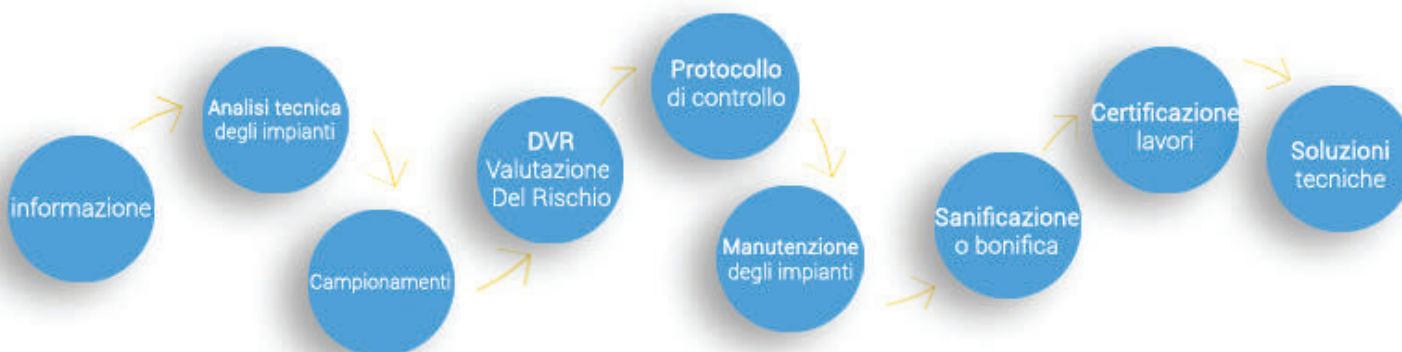 informazione
Analisi tecnica
degli impianti
Campionamenti
DVR
Valutazione
Del Rischio
Protocollo
di controllo
Manutenzione
degli impianti
Sanificazione
o bonifica
Certificazione
lavori
Soluzioni
tecniche